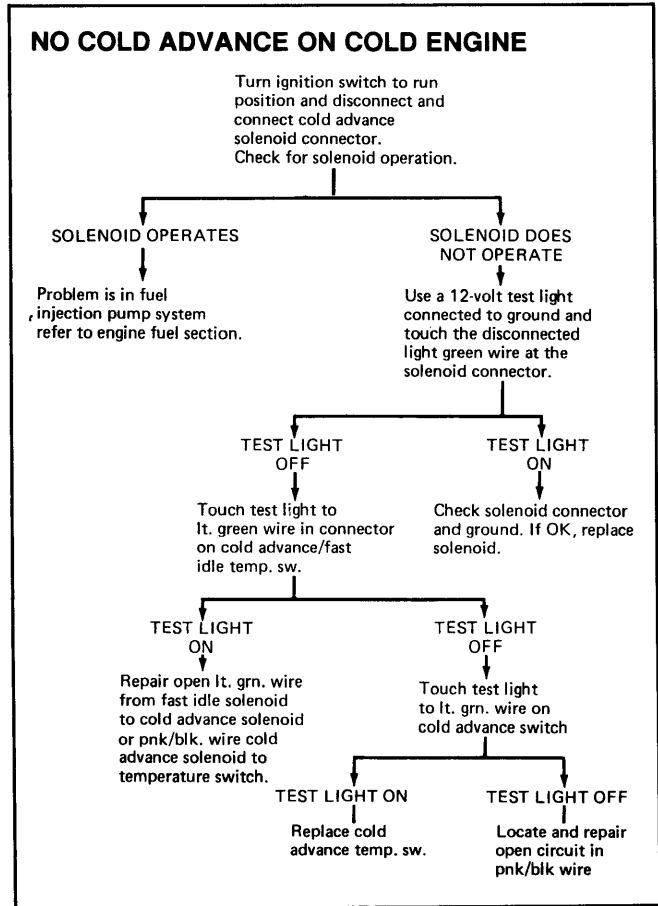 NO COLD ADVANCE ON COLD ENGINE
Turn ignition switch to run
position and disconnect and
connect cold advance
solenoid connector.
Check for solenoid operation.
SOLENOID OPERATES
Problem is in fuel
injection pump system
refer to engine fuel section.
SOLENOID DOES
NOT OPERATE
Use a 12-volt test light
connected to ground and
touch the disconnected
light green wire at the
solenoid connector.
TEST LIGHT
OFF
Touch test light to
lt. green wire in connector
on cold advance/fast
idle temp. sw.
TEST LIGHT
ON
Check solenoid connector
and ground. If OK, replace
solenoid.
TEST LIGHT
ON
Repair open lt. grn. wire
from fast idle solenoid
to cold advance solenoid
or pnk/blk. wire cold
advance solenoid to
temperature switch.
TEST LIGHT
OFF
Touch test light
to lt. grn. wire on
cold advance switch
TEST LIGHT ON
Replace cold
advance temp. sw.
TEST LIGHT OFF
Locate and repair
open circuit in
pnk/blk wire